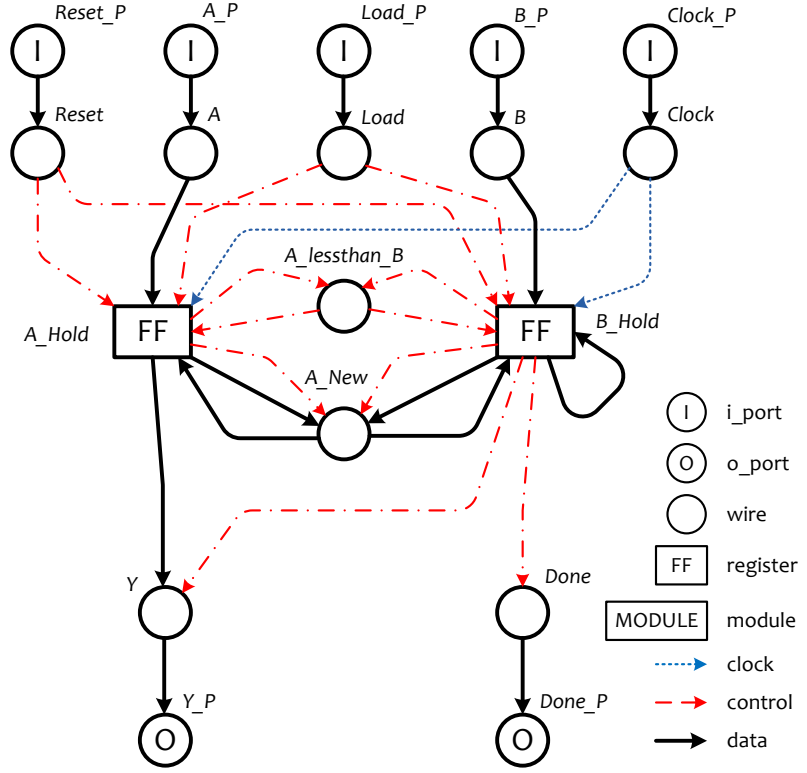 Reset_P
A_P
Load_P
B_P
Clock_P
I
I
I
I
I
Reset
A
Load
B
Clock
A_lessthan_B
A_Hold
FF
FF
B_Hold
A_New
I
i_port
O
o_port
wire
FF
register
MODULE
module
clock
control
data
Y
Done
Y_P
Done_P
O
O